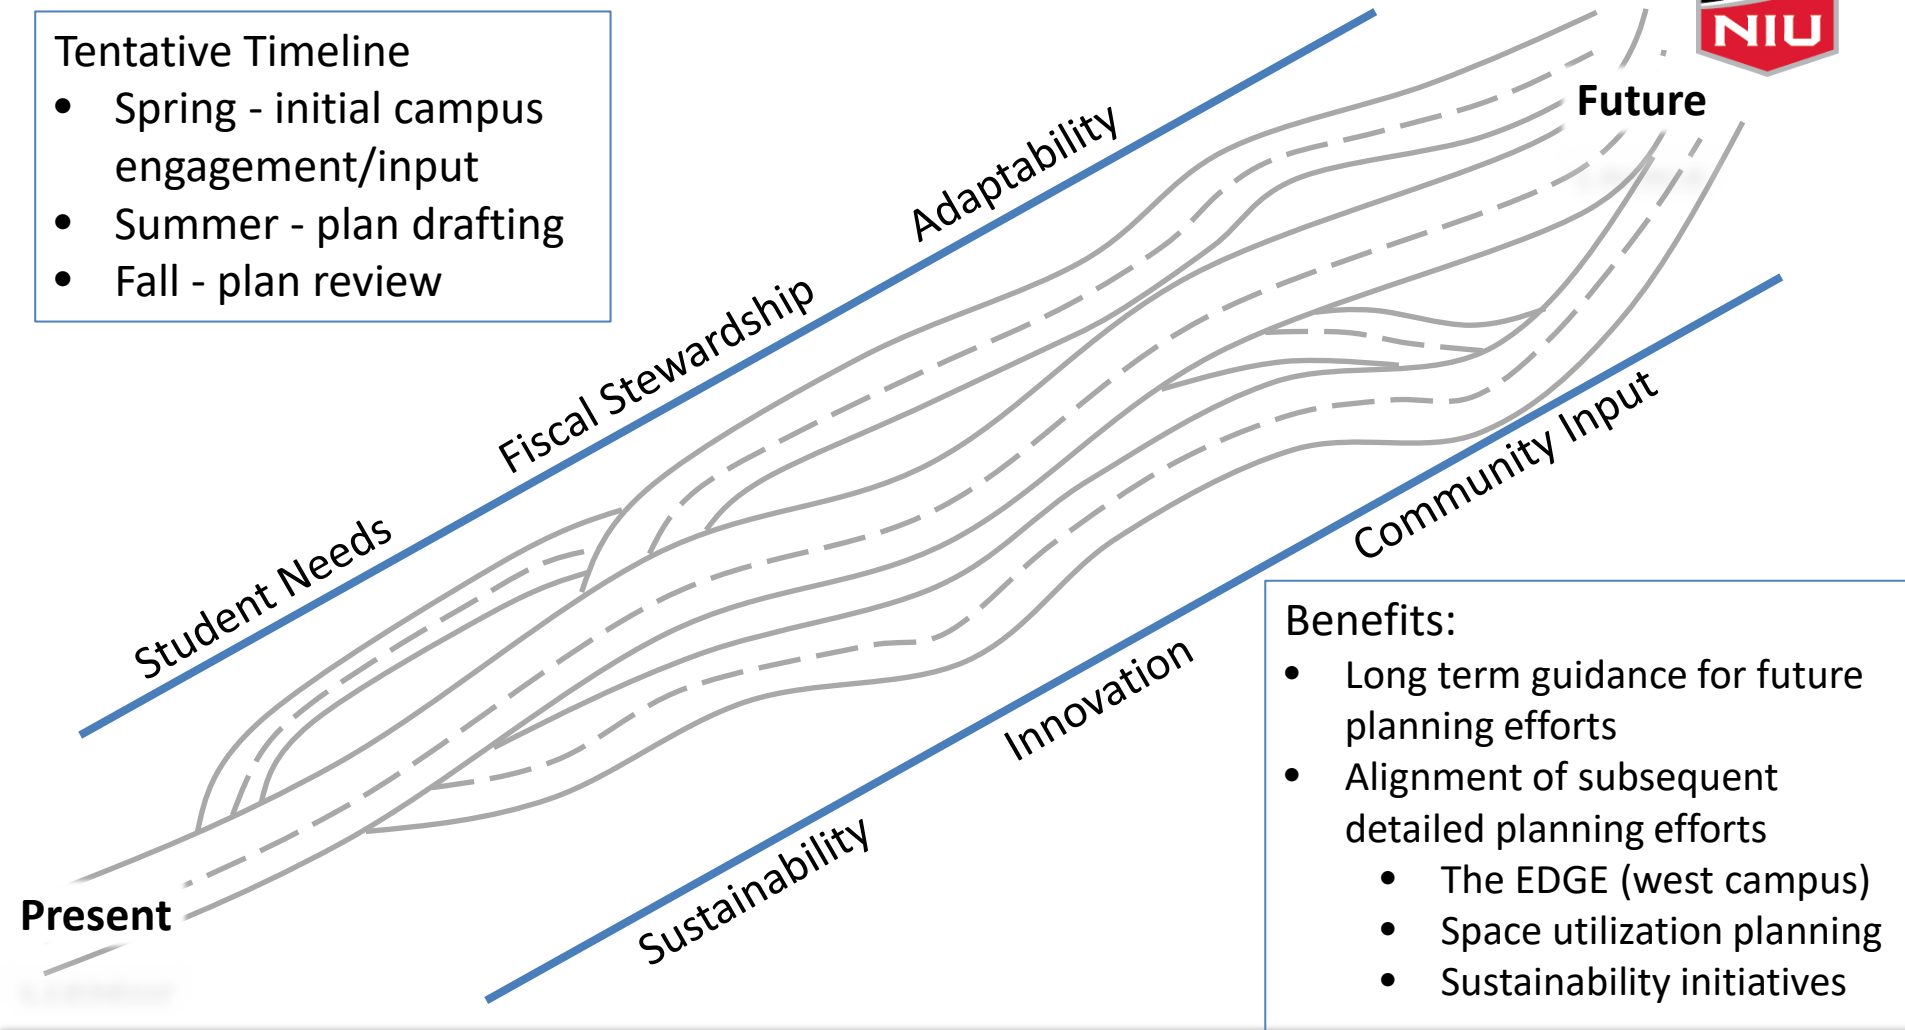 Tentative Timeline
• Spring - initial campus
engagement/input
• Summer - plan drafting
• Fall - plan review
NIU
Future
Adaptability
Fiscal Stewardship
Student Needs
Present
Community Input
Innovation
Sustainability
Benefits:
• Long term guidance for future
planning efforts
• Alignment of subsequent
detailed planning efforts
• The EDGE (west campus)
• Space utilization planning
• Sustainability initiatives